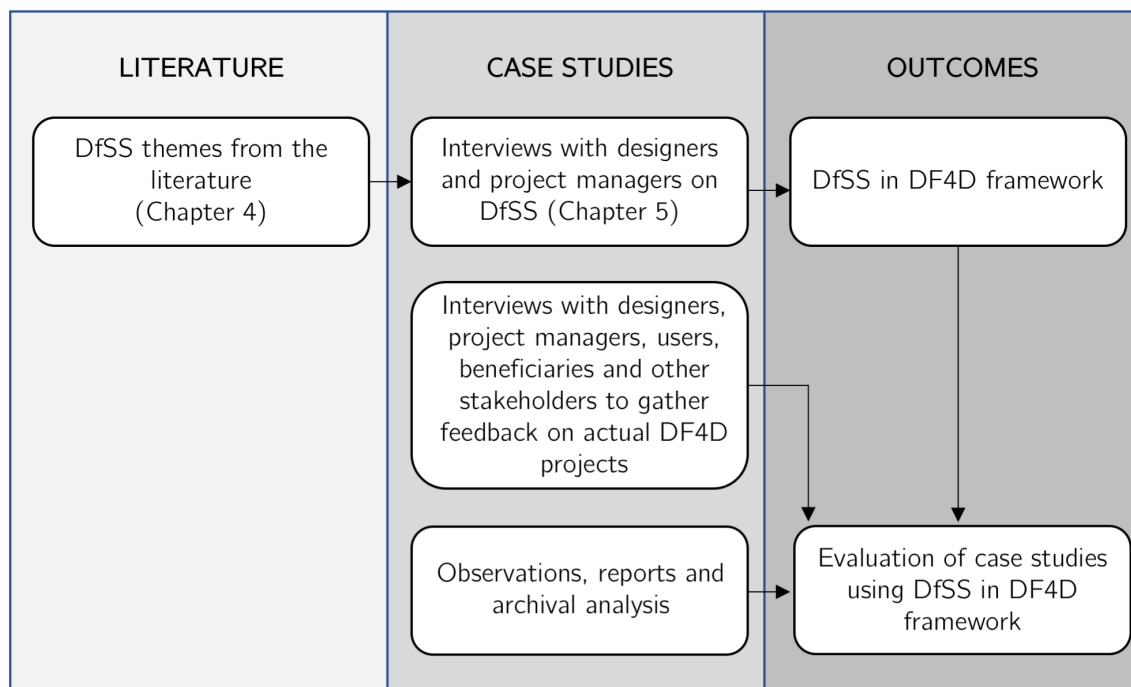 LITERATURE
DfSS themes from the
literature
(Chapter 4)
CASE STUDIES
Interviews with designers
and project managers on
DfSS (Chapter 5)
Interviews with designers,
project managers, users,
beneficiaries and other
stakeholders to gather
feedback on actual DF4D
projects
Observations, reports and
archival analysis
OUTCOMES
DfSS in DF4D framework
Evaluation of case studies
using DfSS in DF4D
framework